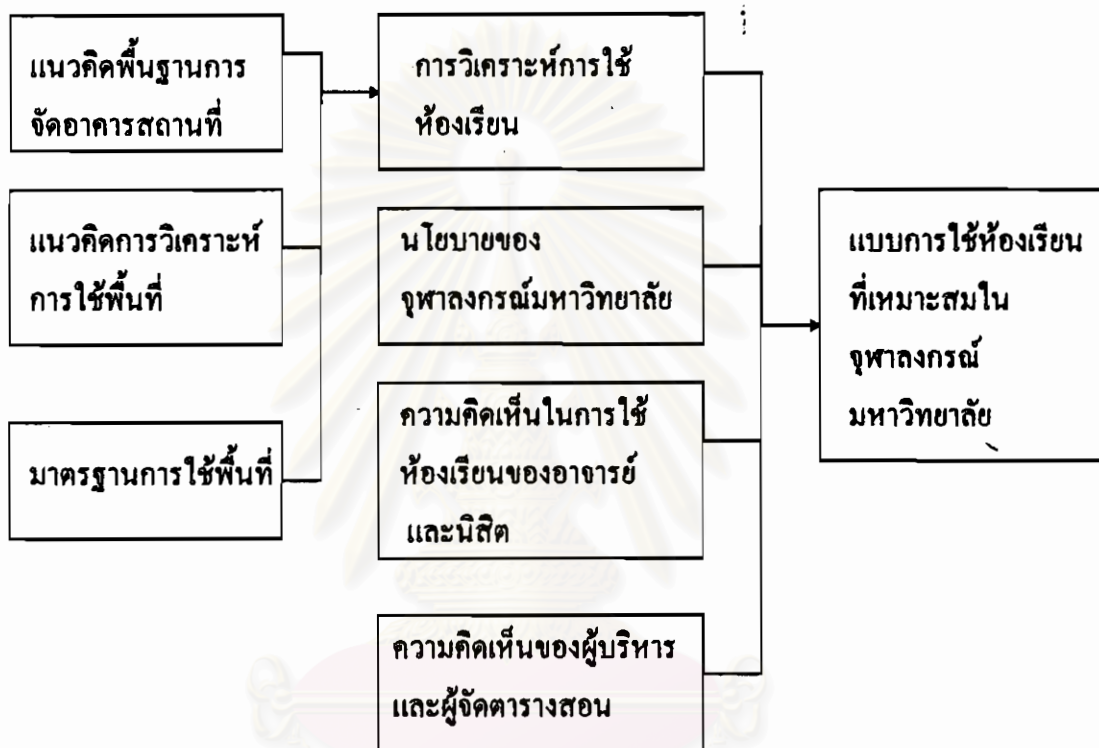 แนวคิดพื้นฐานการ
จัดอาคารสถานที่
แนวคิดการวิเคราะห์
การใช้พื้นที่
มาตรฐานการใช้พื้นที่
การวิเคราะห์การใช้
ห้องเรียน
นโยบายของ
จุฬาลงกรณ์มหาวิทยาลัย
ความคิดเห็นในการใช้
ห้องเรียนของอาจารย์
และนิสิต
ความคิดเห็นของผู้บริหาร
และผู้จัดตารางสอน
แบบการใช้ห้องเรียน
ที่เหมาะสมใน
จุฬาลงกรณ์
มหาวิทยาลัย